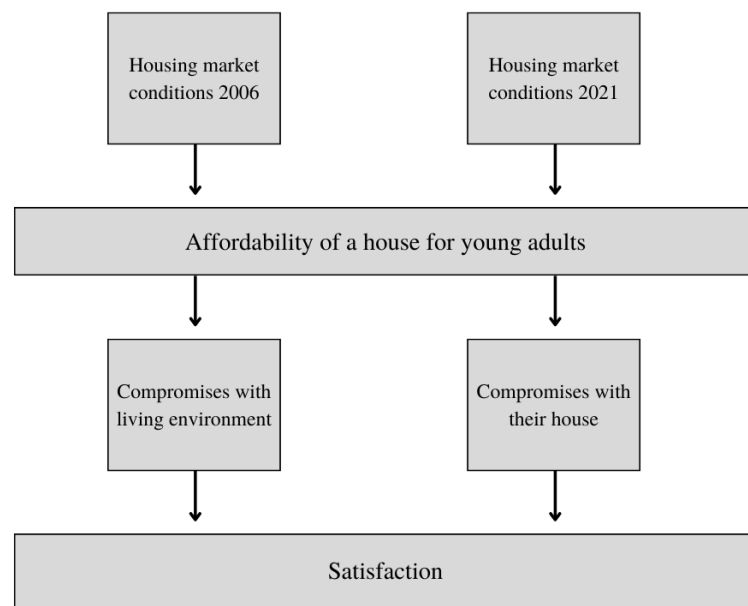 Housing market
conditions 2006
Housing market
conditions 2021
Affordability of a house for young adults
Compromises with
living environment
Compromises with
their house
Satisfaction